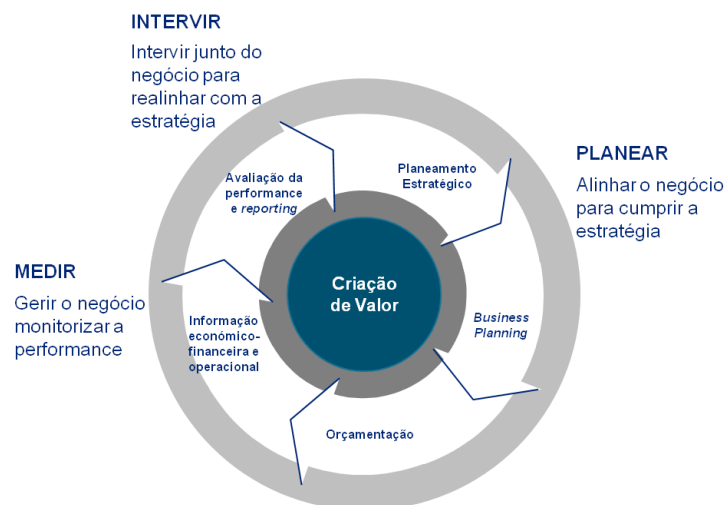 INTERVIR
Intervir junto do
negócio para
realinhar com a
estratégia
PLANEAR
Alinhar o negócio
para cumprir a
estratégia
MEDIR
Gerir o negócio
monitorizar a
performance
Avaliação da
performance
e reporting
Planeamento
Estratégico
Criação
de Valor
Informação
económico-
financeira e
operacional
Business
Planning
Orçamentação